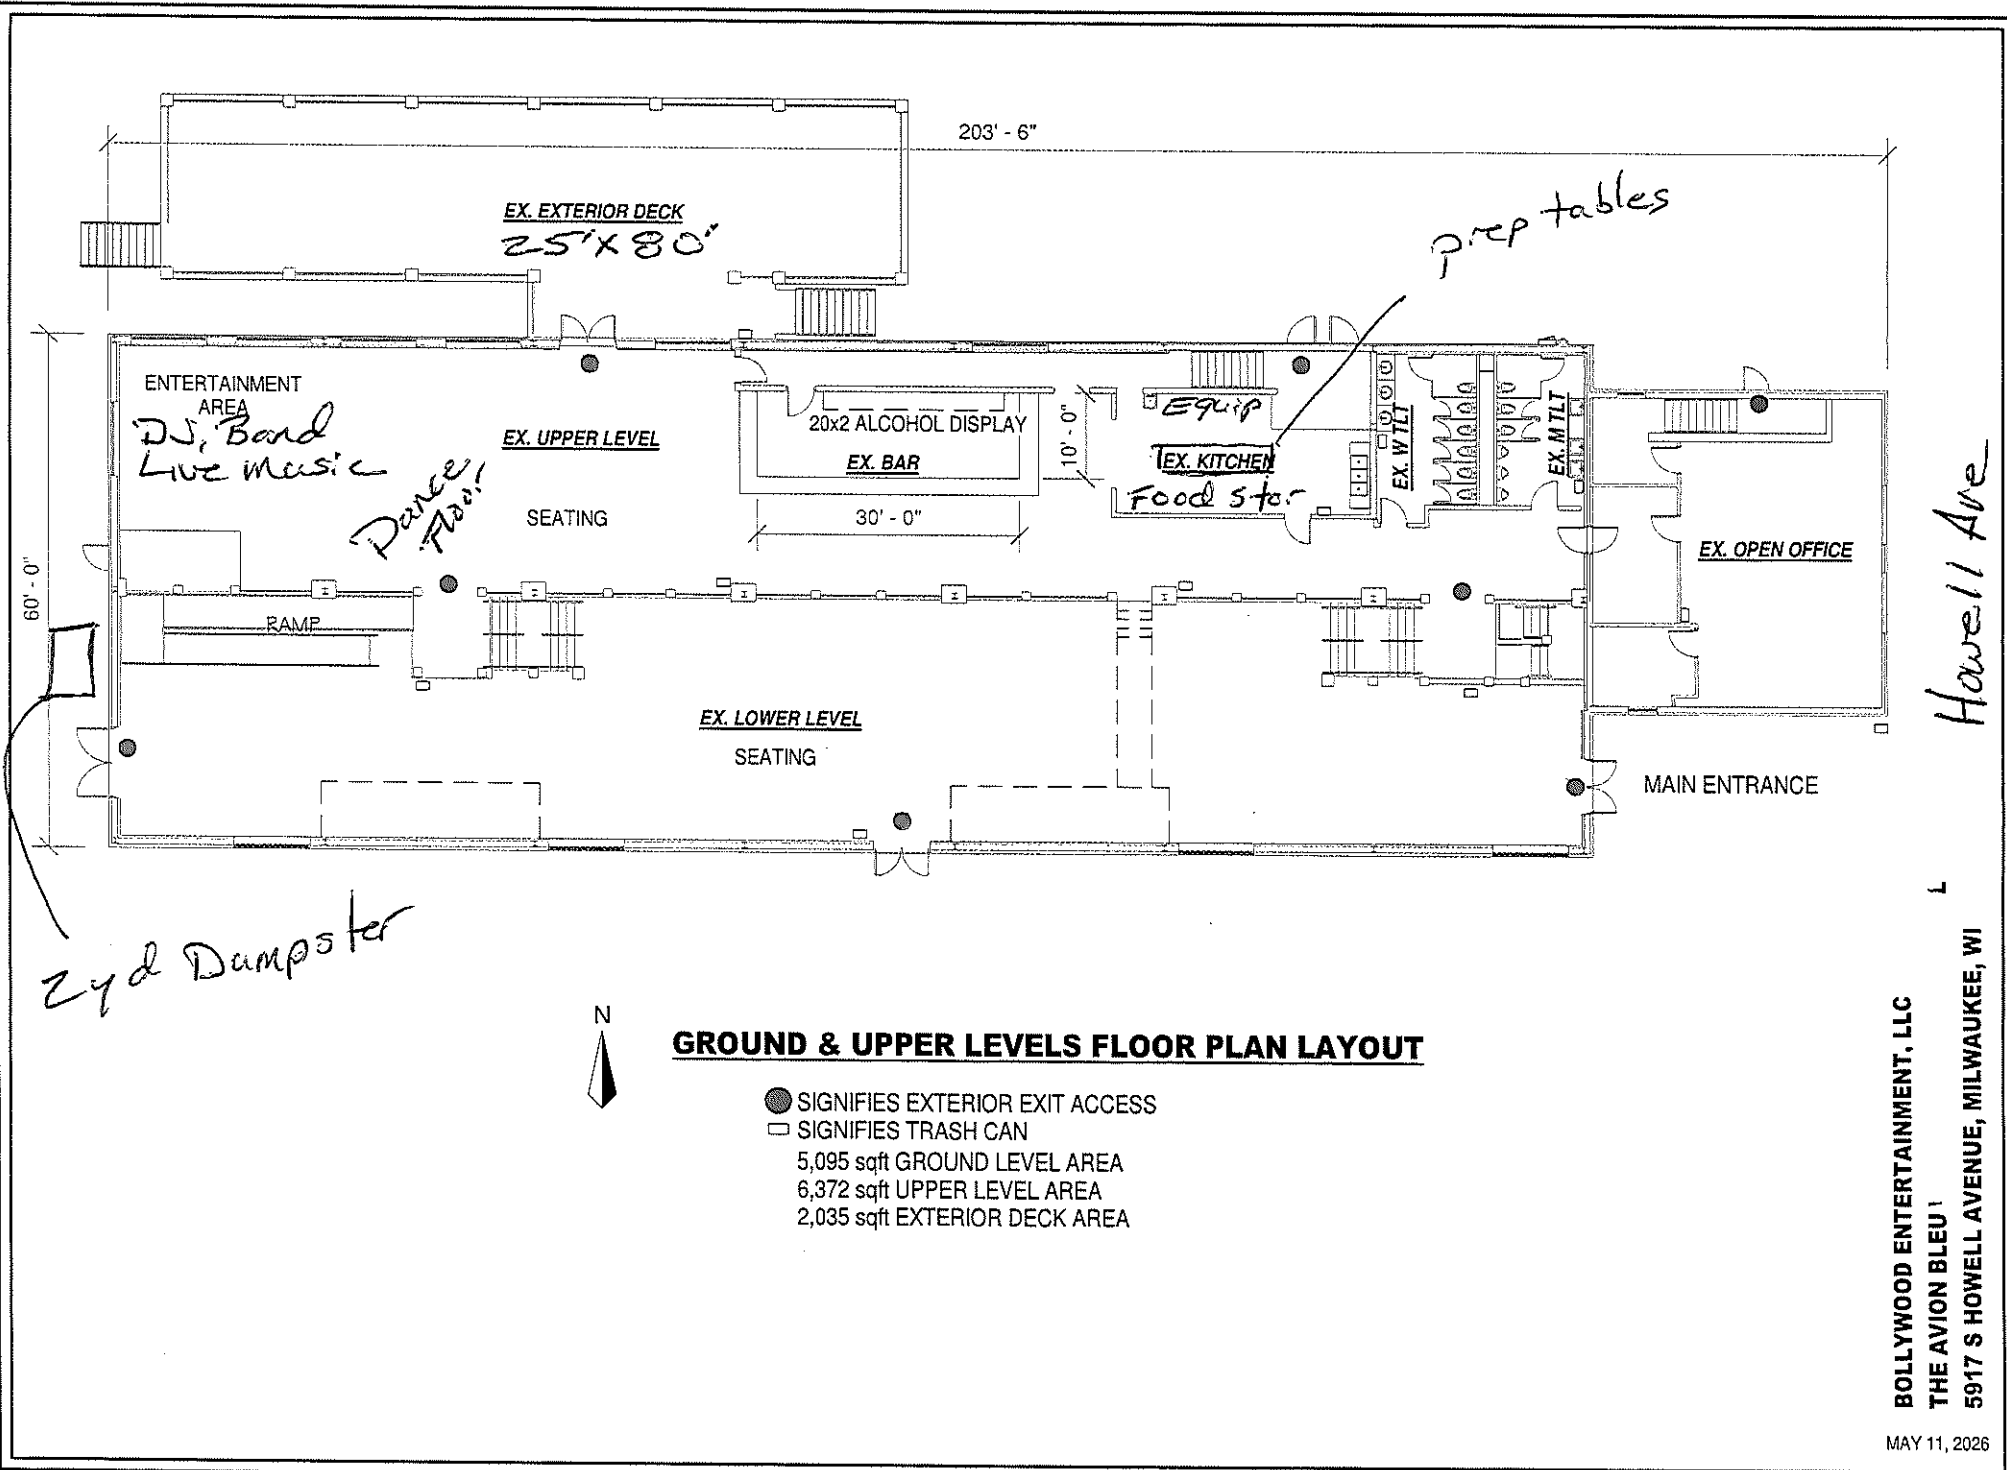 203' - 6"
EX. EXTERIOR DECK
25'X80'
prep tables
ENTERTAINMENT
AREA
DJ, Band
Live music
EX. UPPER LEVEL
Dance
Floor
SEATING
20x2 ALCOHOL DISPLAY
EX. BAR
30' - 0"
10' - 0"
Equip
EX. KITCHEN
Food Stor
EX. W TLT
EX. M TLT
EX. OPEN OFFICE
Howell Ave
60' - 0"
RAMP
EX. LOWER LEVEL
SEATING
MAIN ENTRANCE
2yd Dumpster
N
GROUND & UPPER LEVELS FLOOR PLAN LAYOUT
SIGNIFIES EXTERIOR EXIT ACCESS
SIGNIFIES TRASH CAN
5,095 sqft GROUND LEVEL AREA
6,372 sqft UPPER LEVEL AREA
2,035 sqft EXTERIOR DECK AREA
BOLLYWOOD ENTERTAINMENT, LLC
THE AVION BLEU
5917 S HOWELL AVENUE, MILWAUKEE, WI
MAY 11, 2026